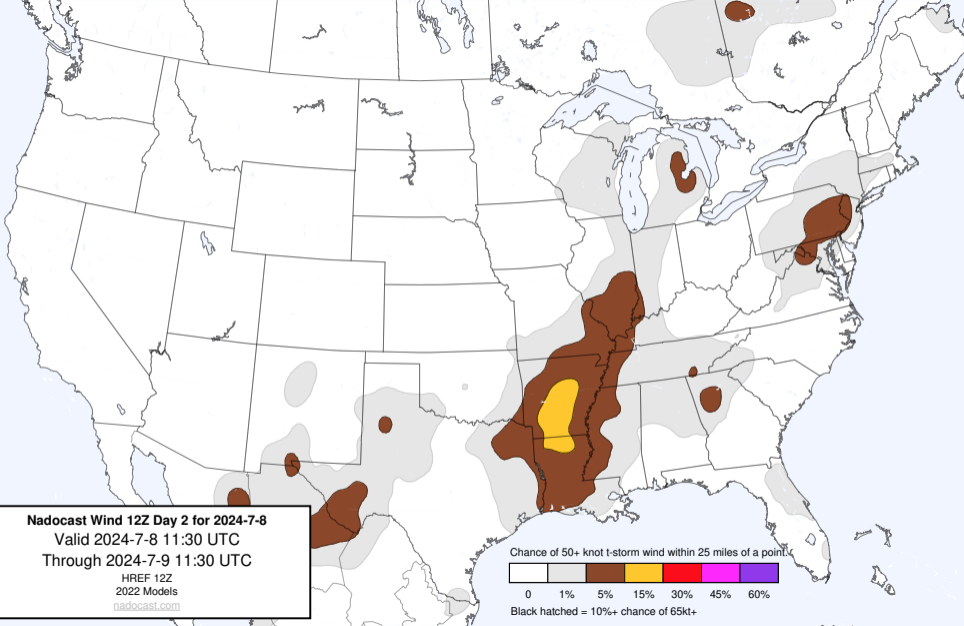 Nadocast Wind 12Z Day 2 for 2024-7-8
Valid 2024-7-8 11:30 UTC
Through 2024-7-9 11:30 UTC
HREF 12Z
2022 Models
nadocast.com
Chance of 50+ knot t-storm wind within 25 miles of a point.
0 1% 5% 15% 30% 45% 60%
Black hatched = 10%+ chance of 65kt+